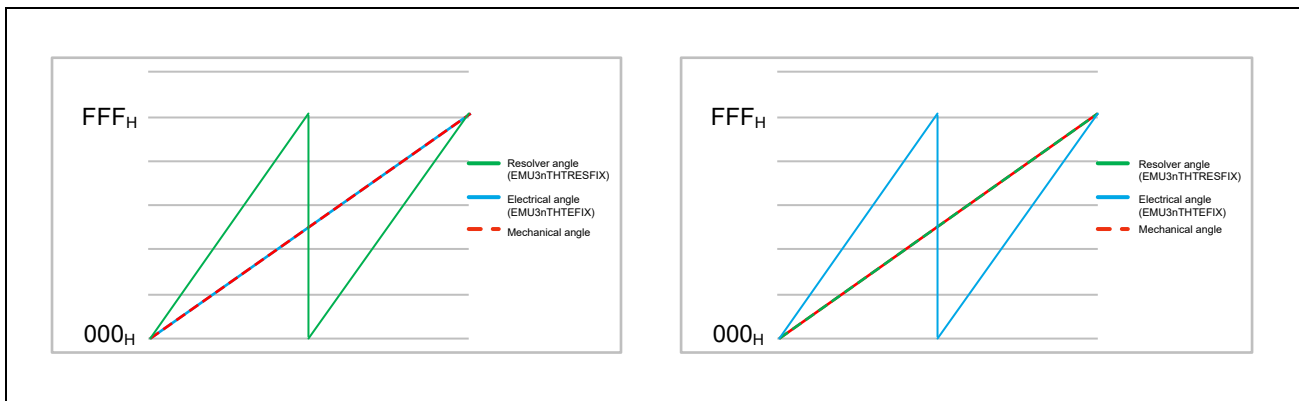 FFFH
Resolver angle
(EMU3nTHTRESFIX)
Electrical angle
(EMU3nTHTEFIX)
Mechanical angle
000H
FFFH
Resolver angle
(EMU3nTHTRESFIX)
Electrical angle
(EMU3nTHTEFIX)
Mechanical angle
000H